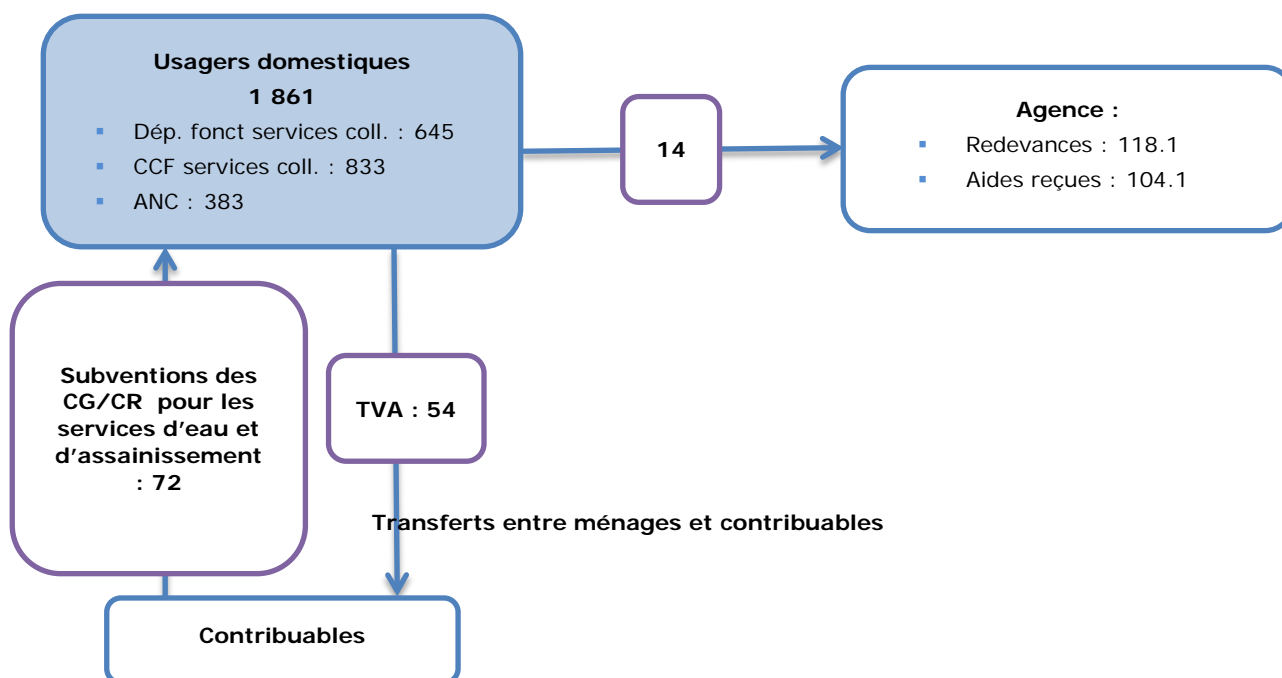 Usagers domestiques
1 861
▪ Dép. fonct services coll. : 645
▪ CCF services coll. : 833
▪ ANC : 383
14
Agence :
▪ Redevances : 118.1
▪ Aides reçues : 104.1
Subventions des
CG/CR pour les
services d'eau et
d'assainissement
: 72
TVA : 54
Transferts entre ménages et contribuables
Contribuables